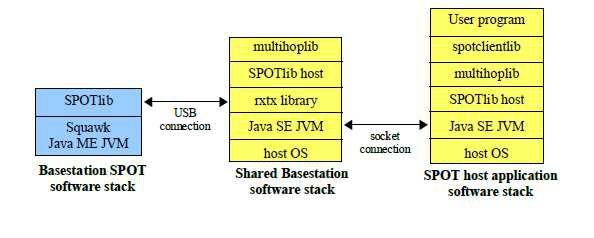 SPOTlib
Squawk
Java ME JVM
Basestation SPOT
software stack
USB
connection
multihoplib
SPOTlib host
rxtx library
Java SE JVM
host OS
Shared Basestation
software stack
socket
connection
User program
spotclientlib
multihoplib
SPOTlib host
Java SE JVM
host OS
SPOT host application
software stack